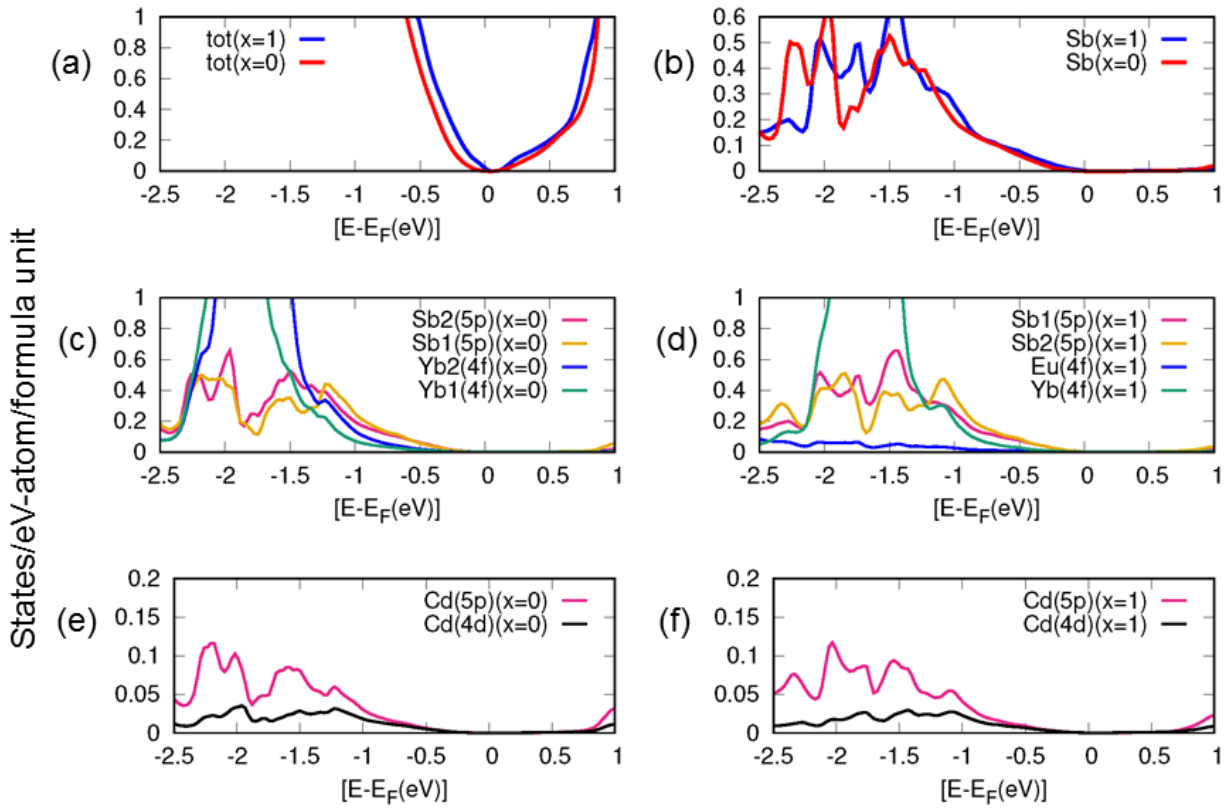 States/eV-atom/formula unit
(a)
tot(x=1)
tot(x=0)
1
0.8
0.6
0.4
0.2
0
-2.5 -2 -1.5 -1 -0.5 0 0.5 1
[E-E_F(eV)]
(b)
Sb(x=1)
Sb(x=0)
0.6
0.5
0.4
0.3
0.2
0.1
0
-2.5 -2 -1.5 -1 -0.5 0 0.5 1
[E-E_F(eV)]
(c)
Sb2(5p)(x=0)
Sb1(5p)(x=0)
Yb2(4f)(x=0)
Yb1(4f)(x=0)
1
0.8
0.6
0.4
0.2
0
-2.5 -2 -1.5 -1 -0.5 0 0.5 1
[E-E_F(eV)]
(d)
Sb1(5p)(x=1)
Sb2(5p)(x=1)
Eu(4f)(x=1)
Yb(4f)(x=1)
1
0.8
0.6
0.4
0.2
0
-2.5 -2 -1.5 -1 -0.5 0 0.5 1
[E-E_F(eV)]
(e)
Cd(5p)(x=0)
Cd(4d)(x=0)
0.2
0.15
0.1
0.05
0
-2.5 -2 -1.5 -1 -0.5 0 0.5 1
[E-E_F(eV)]
(f)
Cd(5p)(x=1)
Cd(4d)(x=1)
0.2
0.15
0.1
0.05
0
-2.5 -2 -1.5 -1 -0.5 0 0.5 1
[E-E_F(eV)]